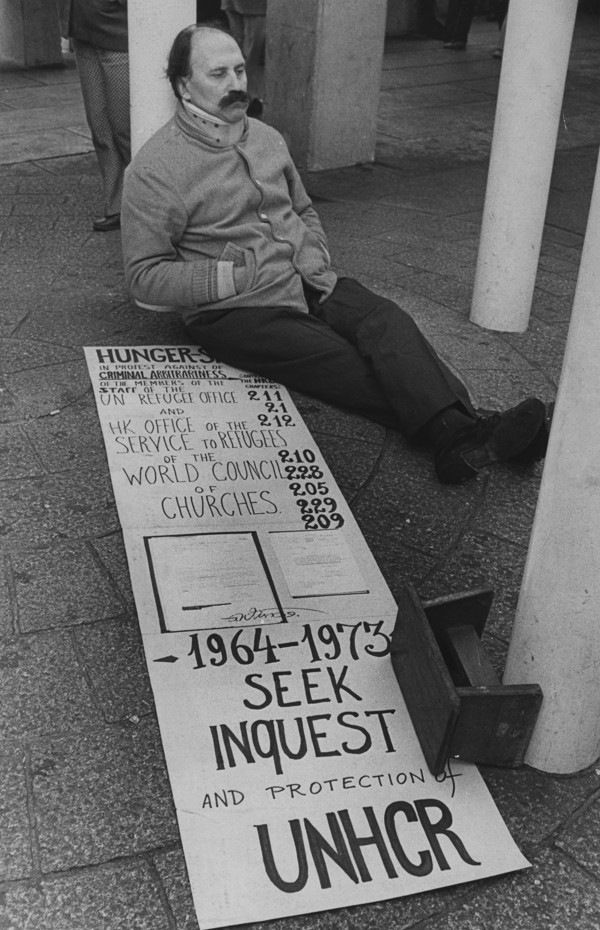 HUNGER-S
IN PROTEST AGAINST OF
CRIMINAL ARBITRARINESS
OF THE MEMBERS OF THE
STAFF OF THE
UN REFUGEE OFFICE 211
AND 21
HK OFFICE OF THE 212
SERVICE TO REFUGEES
OF THE 210
WORLD COUNCIL 228
OF 205
CHURCHES. 229
209
- 1964-1973
SEEK
INQUEST
AND PROTECTION of
UNHCR